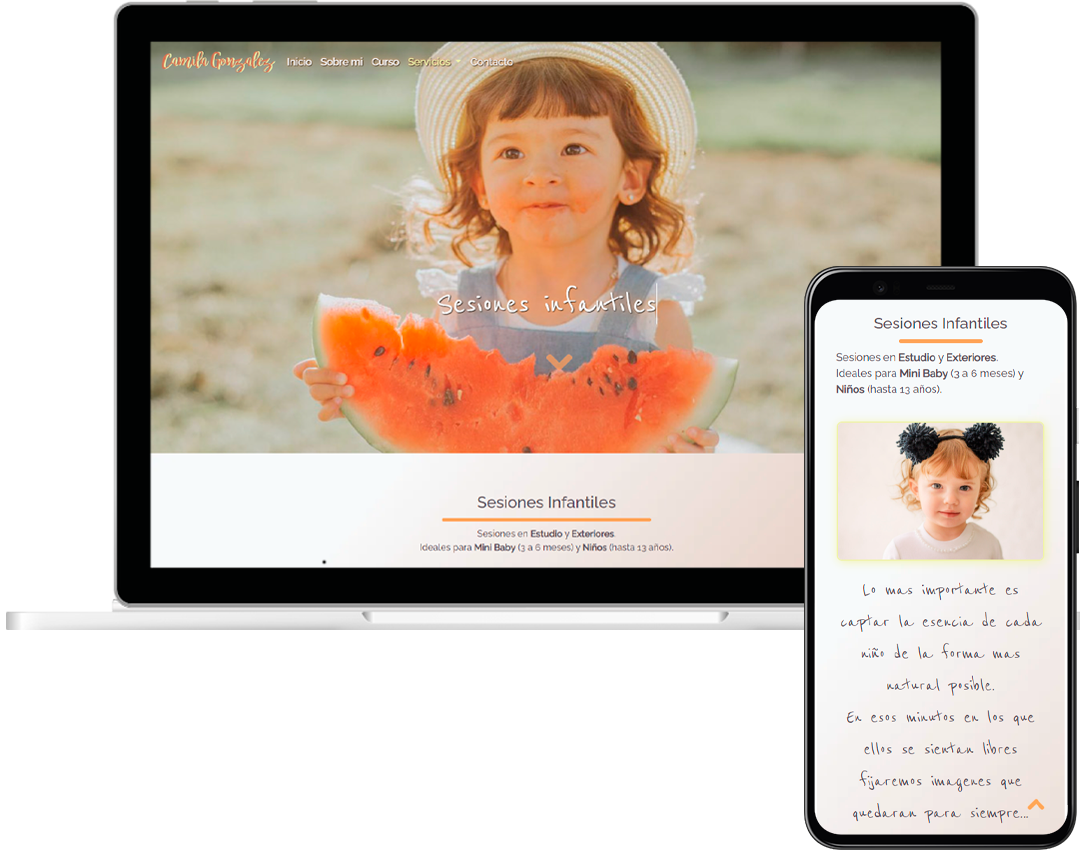 Camila Gonzalez Inicio Sobre mi Curso Servicios Contacto
Sesiones infantiles
Sesiones Infantiles
Sesiones en Estudio y Exteriores.
Ideales para Mini Baby (3 a 6 meses) y Niños (hasta 13 años).
Sesiones Infantiles
Sesiones en Estudio y Exteriores.
Ideales para Mini Baby (3 a 6 meses) y
Niños (hasta 13 años).
Lo mas importante es
captar la esencia de cada
niño de la forma mas
natural posible.
En esos minutos en los que
ellos se sientan libres
fijaremos imagenes que
quedaran para siempre...